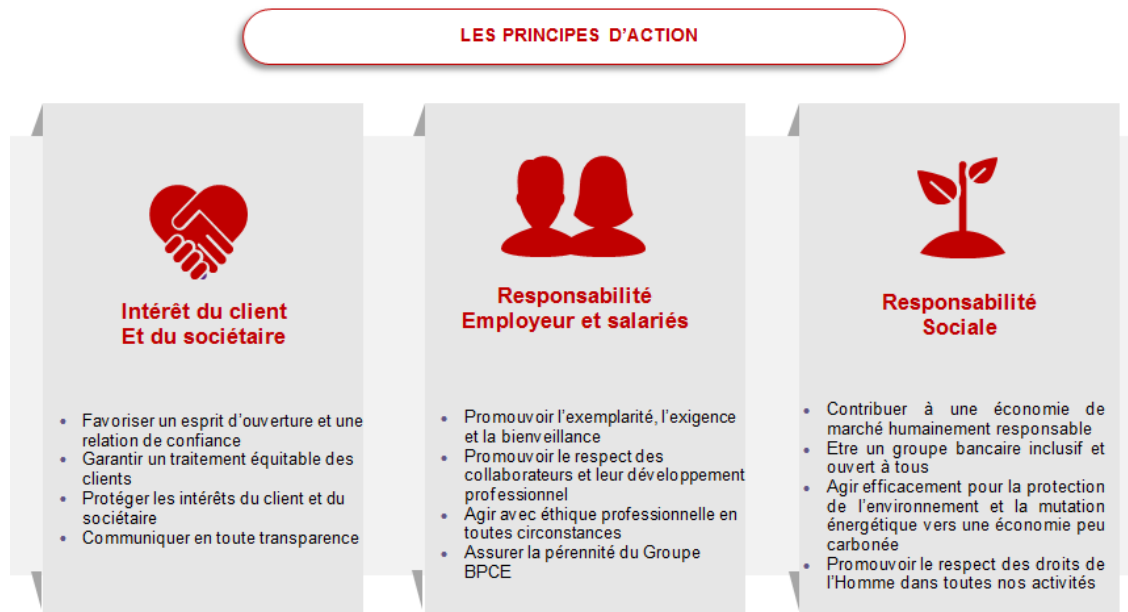 LES PRINCIPES D’ACTION
Intérêt du client
Et du sociétaire
• Favoriser un esprit d’ouverture et une
relation de confiance
• Garantir un traitement équitable des
clients
• Protéger les intérêts du client et du
sociétaire
• Communiquer en toute transparence
Responsabilité
Employeur et salariés
• Promouvoir l’exemplarité, l’exigence
et la bienveillance
• Promouvoir le respect des
collaborateurs et leur développement
professionnel
• Agir avec éthique professionnelle en
toutes circonstances
• Assurer la pérennité du Groupe
BPCE
Responsabilité
Sociale
• Contribuer à une économie de
marché humainement responsable
• Etre un groupe bancaire inclusif et
ouvert à tous
• Agir efficacement pour la protection
de l’environnement et la mutation
énergétique vers une économie peu
carbonée
• Promouvoir le respect des droits de
l’Homme dans toutes nos activités